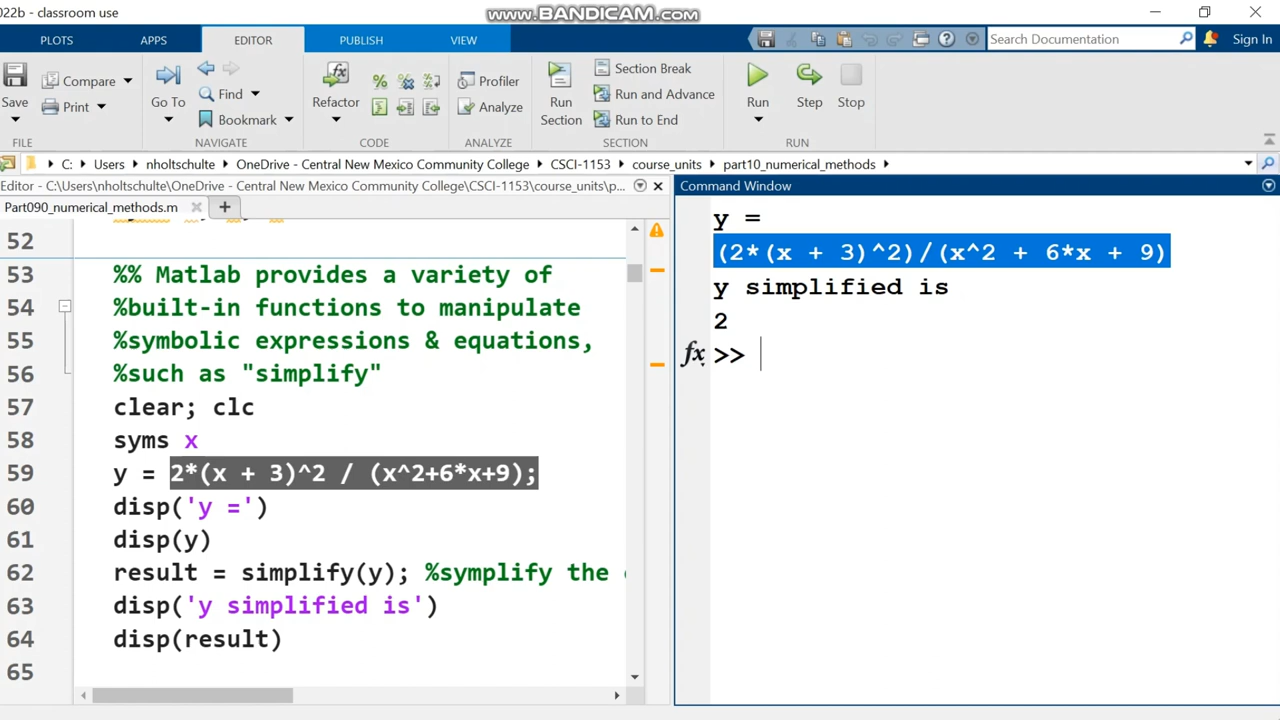 www.BANDICAM.com
022b - classroom use
PLOTS APPS EDITOR PUBLISH VIEW
Search Documentation
Sign In
Save
Compare
Print
FILE
Go To
Find
Bookmark
NAVIGATE
Refactor
CODE
Profiler
Analyze
ANALYZE
Run Section
Section Break
Run and Advance
Run to End
SECTION
Run
Step
Stop
RUN
C: Users nholtschulte OneDrive - Central New Mexico Community College CSCI-1153 course_units part10_numerical_methods
Editor - C:\Users\nholtschulte\OneDrive - Central New Mexico Community College\CSCI-1153\course_units\p...
Part090_numerical_methods.m
52
53 %% Matlab provides a variety of
54 %built-in functions to manipulate
55 %symbolic expressions & equations,
56 %such as "simplify"
57 clear; clc
58 syms x
59 y = 2*(x + 3)^2 / (x^2+6*x+9);
60 disp('y =')
61 disp(y)
62 result = simplify(y); %symplify the
63 disp('y simplified is')
64 disp(result)
65
Command Window
y =
(2*(x + 3)^2)/(x^2 + 6*x + 9)
y simplified is
2
fx >>